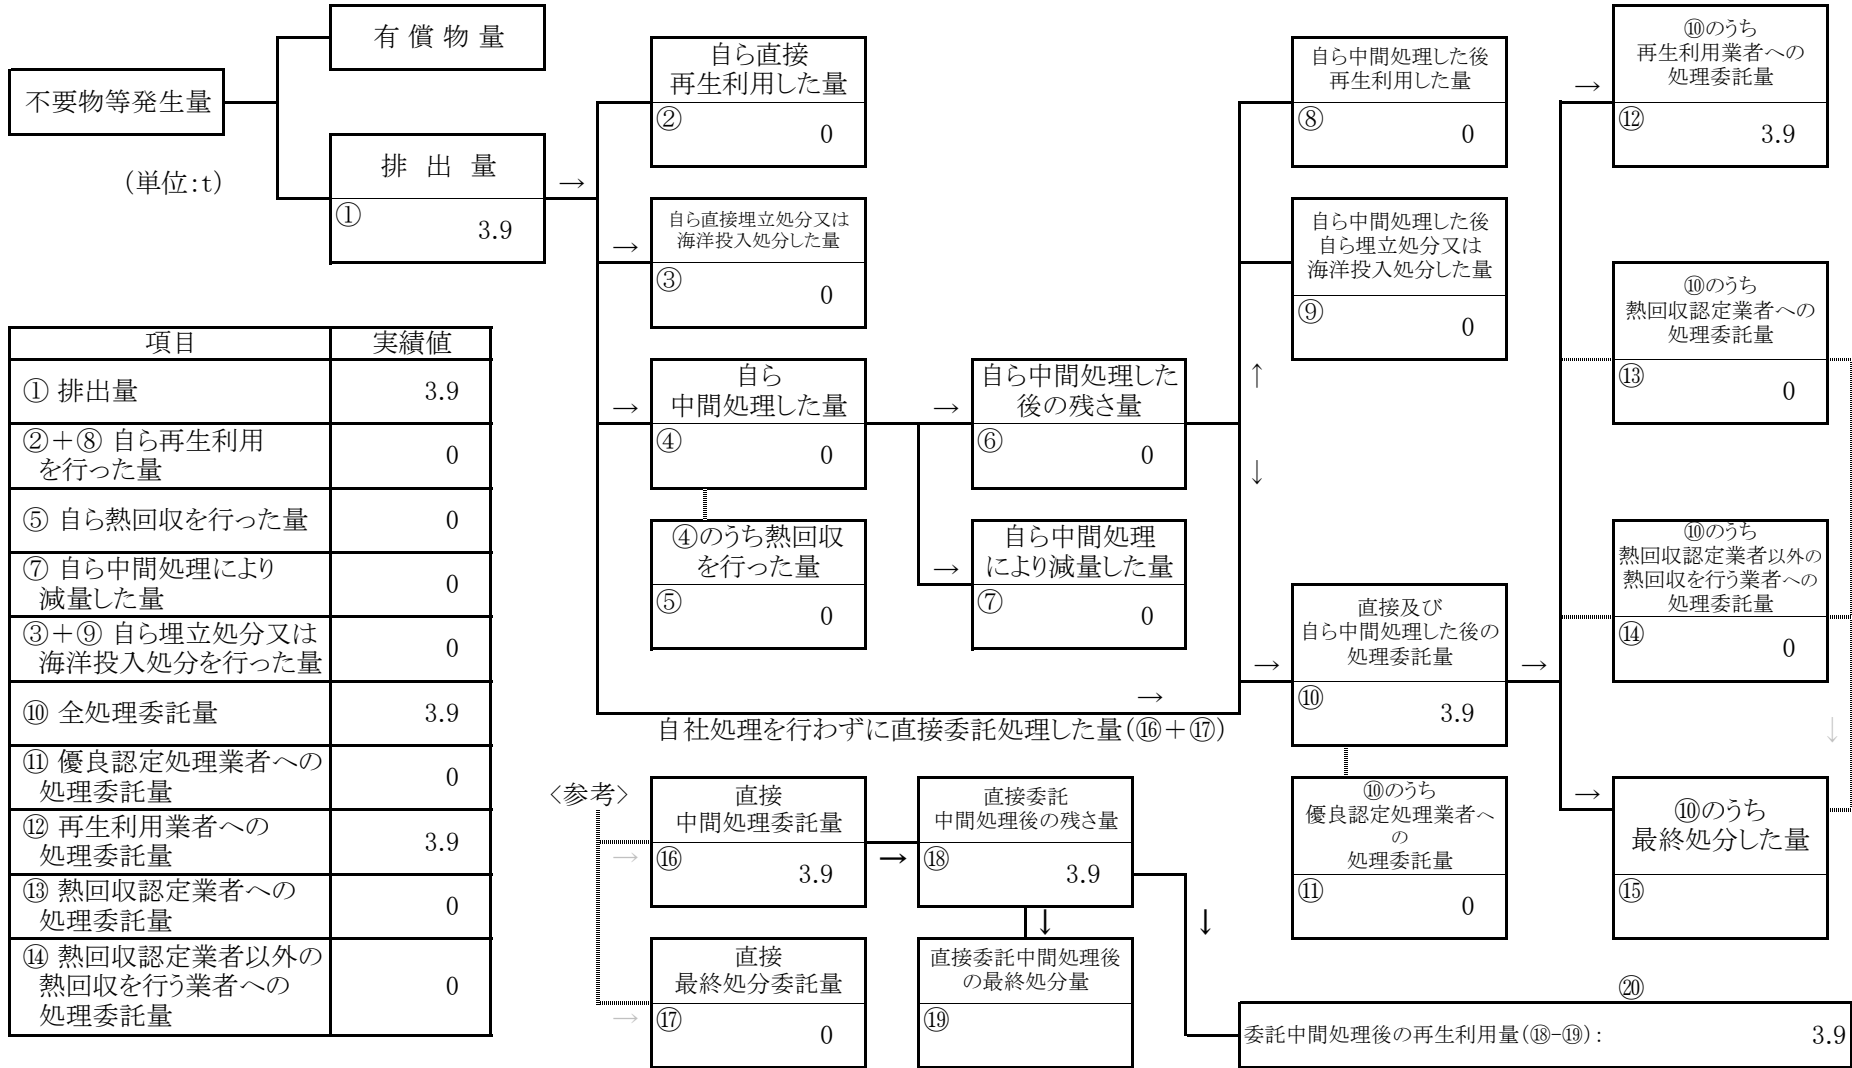 有 償 物 量
不要物等発生量
(単位:t)
排 出 量
①
3.9
→
自ら直接
再生利用した量
②
0
→
自ら直接埋立処分又は
海洋投入処分した量
③
0
→
自ら
中間処理した量
④
0
④のうち熱回収
を行った量
⑤
0
→
自ら中間処理した
後の残さ量
⑥
0
→
自ら中間処理
により減量した量
⑦
0
自ら中間処理した後
再生利用した量
⑧
0
自ら中間処理した後
自ら埋立処分又は
海洋投入処分した量
⑨
0
↑
↓
→
自社処理を行わずに直接委託処理した量(⑯+⑰)
→
直接及び
自ら中間処理した後の
処理委託量
⑩
3.9
→
⑩のうち
優良認定処理業者へ
の
処理委託量
⑪
0
→
⑩のうち
再生利用業者への
処理委託量
⑫
3.9
⑩のうち
熱回収認定業者への
処理委託量
⑬
0
⑩のうち
熱回収認定業者以外の
熱回収を行う業者への
処理委託量
⑭
0
↓
→
⑩のうち
最終処分した量
⑮
項目 実績値
① 排出量 3.9
②+⑧ 自ら再生利用
を行った量 0
⑤ 自ら熱回収を行った量 0
⑦ 自ら中間処理により
減量した量 0
③+⑨ 自ら埋立処分又は
海洋投入処分を行った量 0
⑩ 全処理委託量 3.9
⑪ 優良認定処理業者への
処理委託量 0
⑫ 再生利用業者への
処理委託量 3.9
⑬ 熱回収認定業者への
処理委託量 0
⑭ 熱回収認定業者以外の
熱回収を行う業者への
処理委託量 0
<参考>
→
直接
中間処理委託量
⑯
3.9
→
直接委託
中間処理後の残さ量
⑱
3.9
↓
↓
→
直接
最終処分委託量
⑰
0
直接委託中間処理後
の最終処分量
⑲
⑳
委託中間処理後の再生利用量(⑱-⑲): 3.9